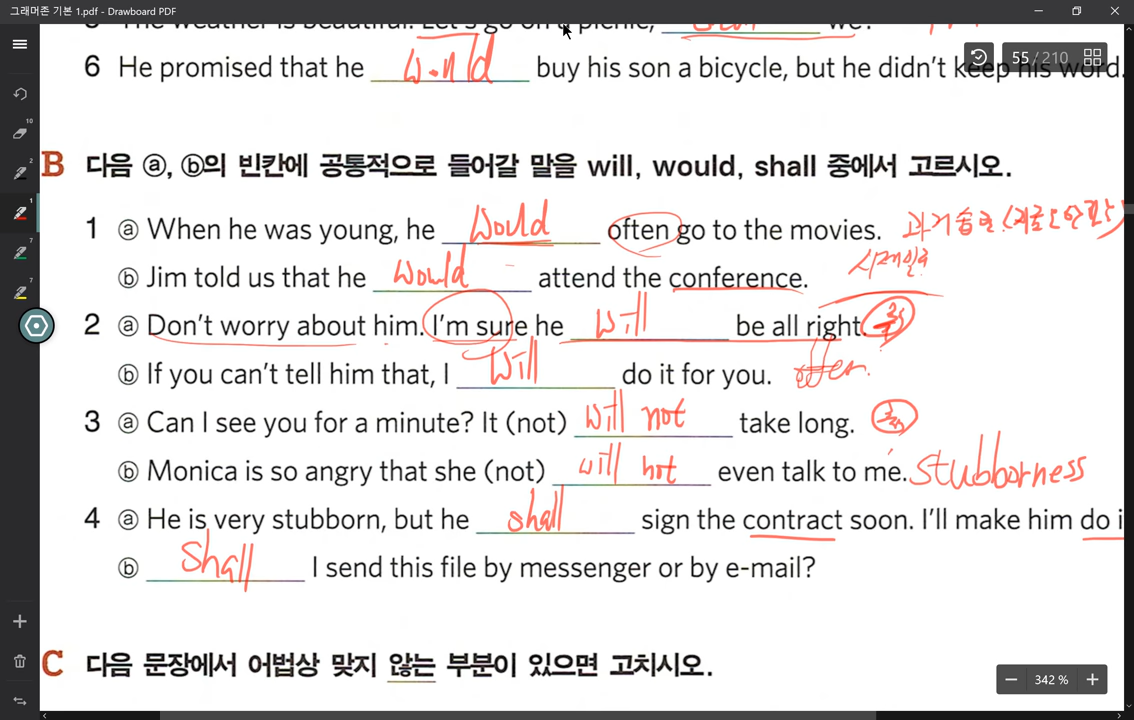 그래머존 기본 1.pdf - Drawboard PDF
55 / 210
6 He promised that he would buy his son a bicycle, but he didn't keep his word.
B 다음 ⓐ, ⓑ의 빈칸에 공통적으로 들어갈 말을 will, would, shall 중에서 고르시오.
1 ⓐ When he was young, he would often go to the movies. 과거습관
ⓑ Jim told us that he would attend the conference. 시제일치
2 ⓐ Don't worry about him. I'm sure he will be all right.
ⓑ If you can't tell him that, I will do it for you. offer.
3 ⓐ Can I see you for a minute? It (not) will not take long.
ⓑ Monica is so angry that she (not) will not even talk to me. Stubborness
4 ⓐ He is very stubborn, but he shall sign the contract soon. I'll make him do i
ⓑ Shall I send this file by messenger or by e-mail?
C 다음 문장에서 어법상 맞지 않는 부분이 있으면 고치시오.
342 %